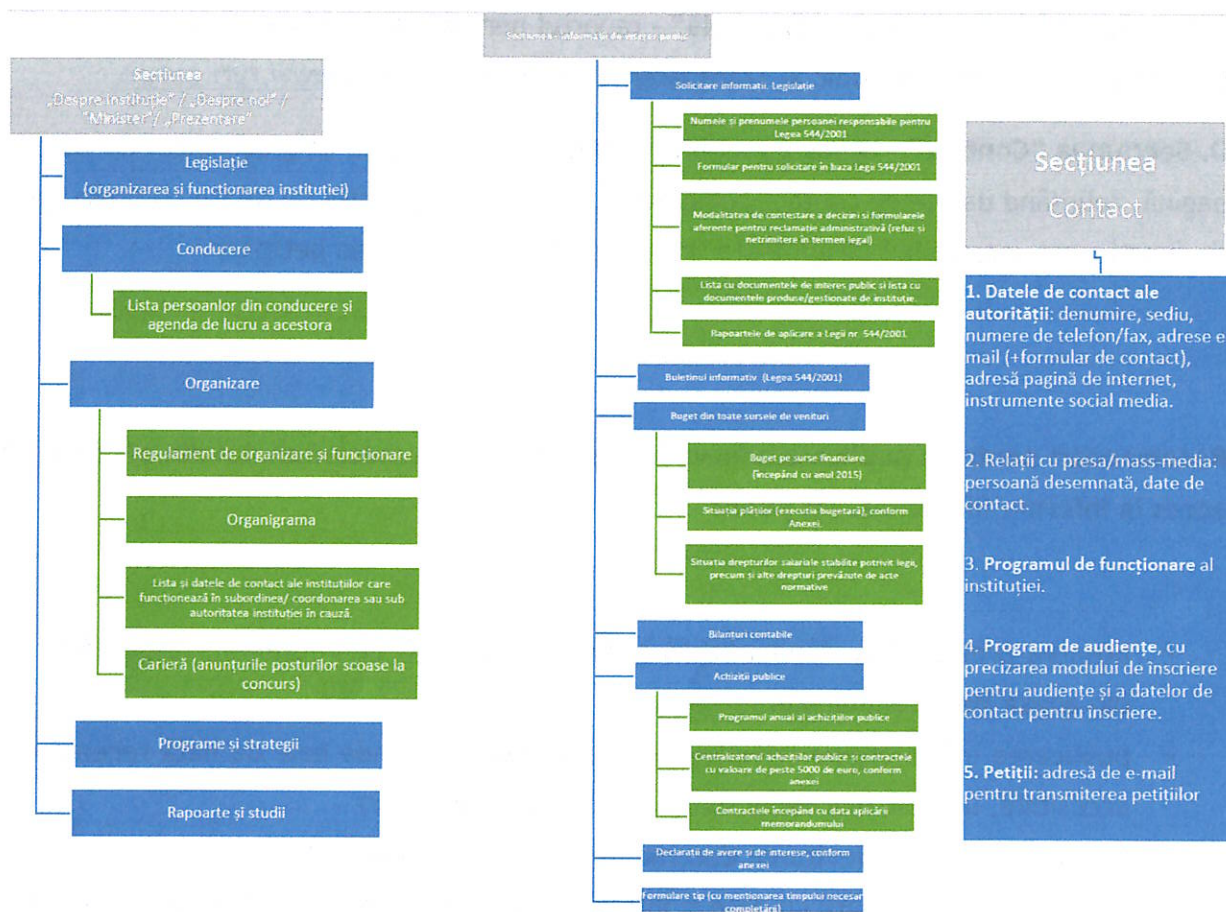 Secțiunea
„Despre instituție" / „Despre noi" /
"Minister"/ „Prezentare"
Legislație
(organizarea și funcționarea instituției)
Conducere
Lista persoanlor din conducere și
agenda de lucru a acestora
Organizare
Regulament de organizare și funcționare
Organigrama
Lista și datele de contact ale instituțiilor care
funcționează în subordinea/ coordonarea sau sub
autoritatea instituției în cauză.
Carieră (anunțurile posturilor scoase la
concurs)
Programe și strategii
Rapoarte și studii
Secțiunea - informații de interes public
Solicitare informații. Legislație
Numele și prenumele persoanei responsabile pentru
Legea 544/2001
Formular pentru solicitare în baza Legii 544/2001
Modalitatea de contestare a deciziei si formularele
aferente pentru reclamație administrativă (refuz și
netrimitere în termen legal)
Lista cu documentele de interes public si lista cu
documentele produse/gestionate de instituție.
Rapoartele de aplicare a Legii nr. 544/2001
Buletinul informativ (Legea 544/2001)
Buget din toate sursele de venituri
Buget pe surse financiare
(începând cu anul 2015)
Situația plăților (execuția bugetară), conform
Anexei.
Situația drepturilor salariale stabilite potrivit legii,
precum și alte drepturi prevăzute de acte
normative
Bilanțuri contabile
Achiziții publice
Programul anual al achizițiilor publice
Centralizatorul achizițiilor publice și contractele
cu valoare de peste 5000 de euro, conform
anexei
Contractele începând cu data aplicării
memorandumului
Declarații de avere și de interese, conform
anexei
Formulare tip (cu menționarea timpului necesar
completării)
Secțiunea
Contact
1. Datele de contact ale
autorității: denumire, sediu,
numere de telefon/fax, adrese e
mail (+formular de contact),
adresă pagină de internet,
instrumente social media.
2. Relații cu presa/mass-media:
persoană desemnată, date de
contact.
3. Programul de funcționare al
instituției.
4. Program de audiențe, cu
precizarea modului de înscriere
pentru audiențe și a datelor de
contact pentru înscriere.
5. Petiții: adresă de e-mail
pentru transmiterea petițiilor